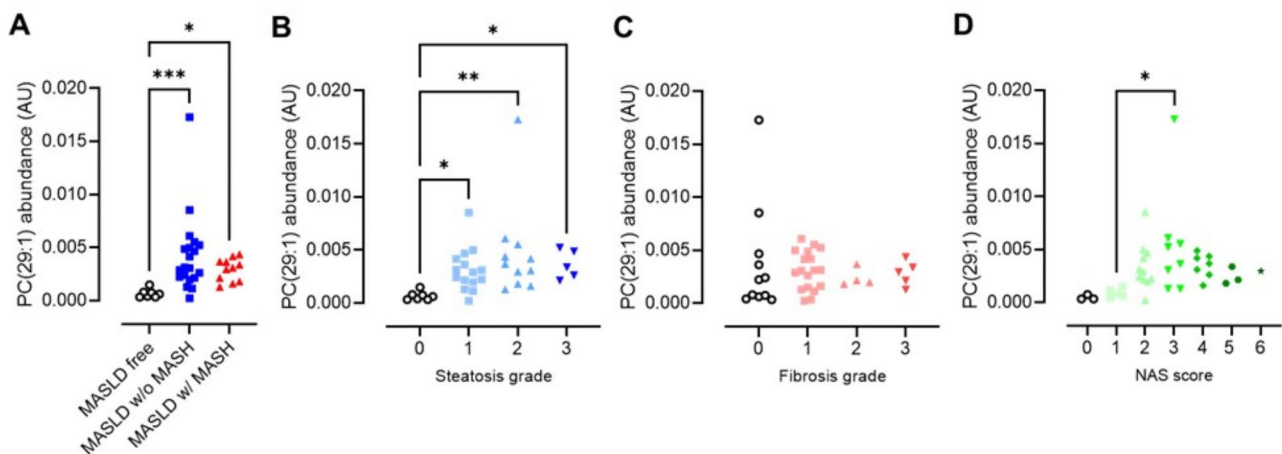 A
PC(29:1) abundance (AU)
0.020
0.015
0.010
0.005
0.000
*
***
MASLD free
MASLD w/o MASH
MASLD w/ MASH
B
PC(29:1) abundance (AU)
0.020
0.015
0.010
0.005
0.000
*
**
*
0 1 2 3
Steatosis grade
C
PC(29:1) abundance (AU)
0.020
0.015
0.010
0.005
0.000
0 1 2 3
Fibrosis grade
D
PC(29:1) abundance (AU)
0.020
0.015
0.010
0.005
0.000
*
0 1 2 3 4 5 6
NAS score